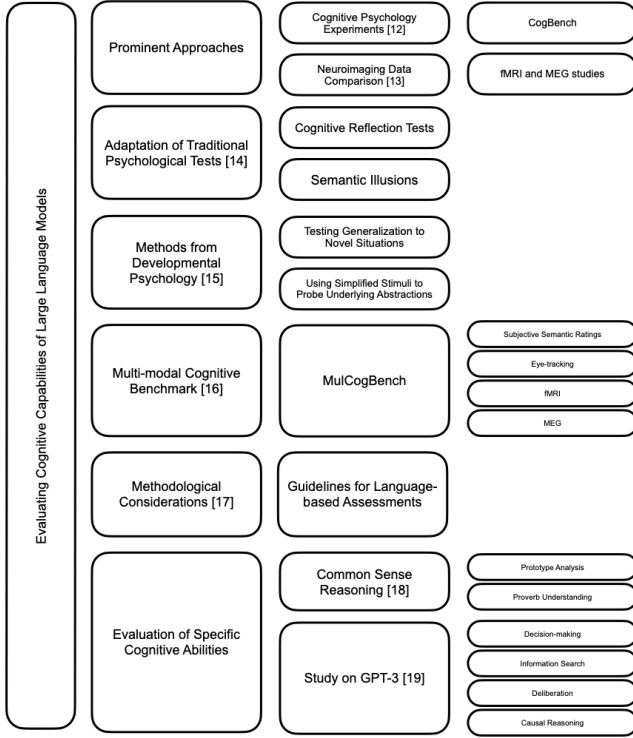 Evaluating Cognitive Capabilities of Large Language Models
Prominent Approaches
Cognitive Psychology
Experiments [12]
CogBench
Neuroimaging Data
Comparison [13]
fMRI and MEG studies
Adaptation of Traditional
Psychological Tests [14]
Cognitive Reflection Tests
Semantic Illusions
Methods from
Developmental
Psychology [15]
Testing Generalization to
Novel Situations
Using Simplified Stimuli to
Probe Underlying Abstractions
Multi-modal Cognitive
Benchmark [16]
MulCogBench
Subjective Semantic Ratings
Eye-tracking
fMRI
MEG
Methodological
Considerations [17]
Guidelines for Language-
based Assessments
Evaluation of Specific
Cognitive Abilities
Common Sense
Reasoning [18]
Prototype Analysis
Proverb Understanding
Study on GPT-3 [19]
Decision-making
Information Search
Deliberation
Causal Reasoning